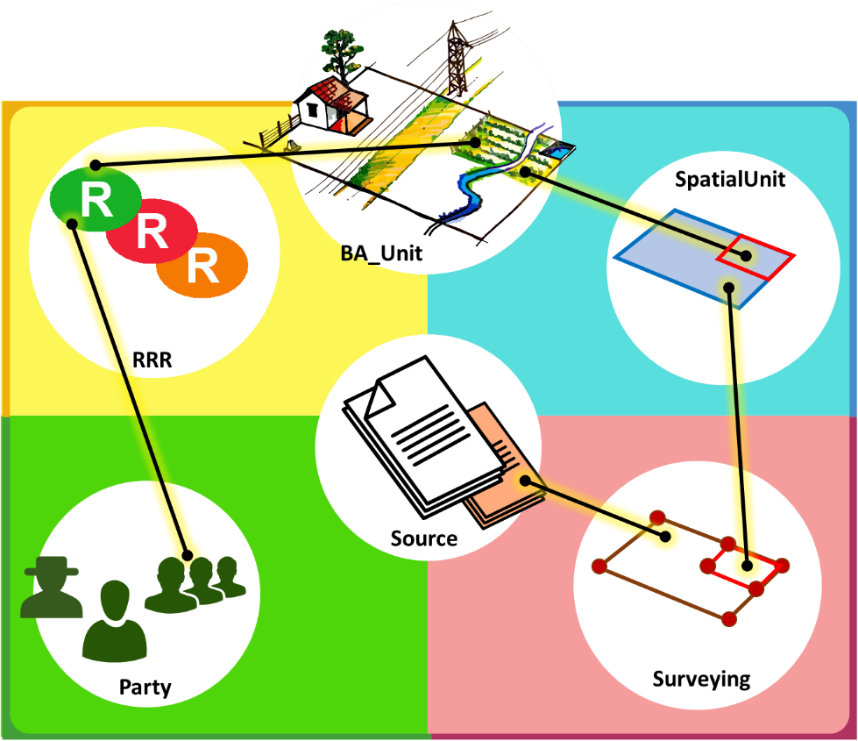 BA_Unit
SpatialUnit
R
R
R
RRR
Source
Party
Surveying